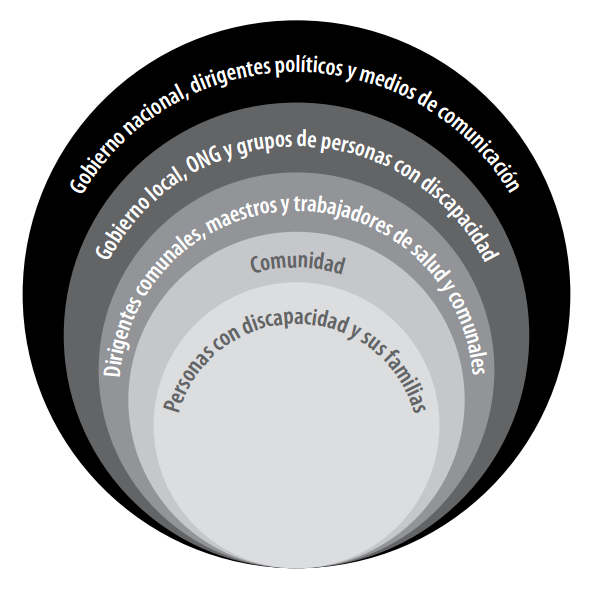 Gobierno nacional, dirigentes políticos y medios de comunicación
Gobierno local, ONG y grupos de personas con discapacidad
Dirigentes comunales, maestros y trabajadores de salud y comunales
Comunidad
Personas con discapacidad y sus familias